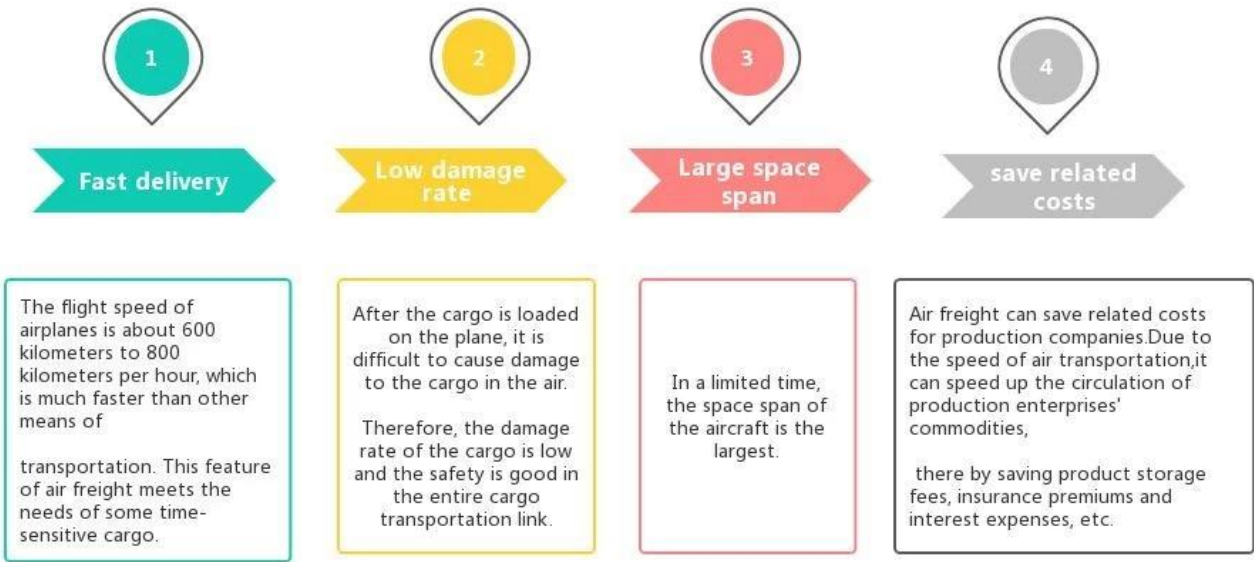 1
Fast delivery
The flight speed of
airplanes is about 600
kilometers to 800
kilometers per hour, which
is much faster than other
means of
transportation. This feature
of air freight meets the
needs of some time-
sensitive cargo.
2
Low damage
rate
After the cargo is loaded
on the plane, it is
difficult to cause damage
to the cargo in the air.
Therefore, the damage
rate of the cargo is low
and the safety is good in
the entire cargo
transportation link.
3
Large space
span
In a limited time,
the space span of
the aircraft is the
largest.
4
save related
costs
Air freight can save related costs
for production companies.Due to
the speed of air transportation,it
can speed up the circulation of
production enterprises'
commodities,
there by saving product storage
fees, insurance premiums and
interest expenses, etc.